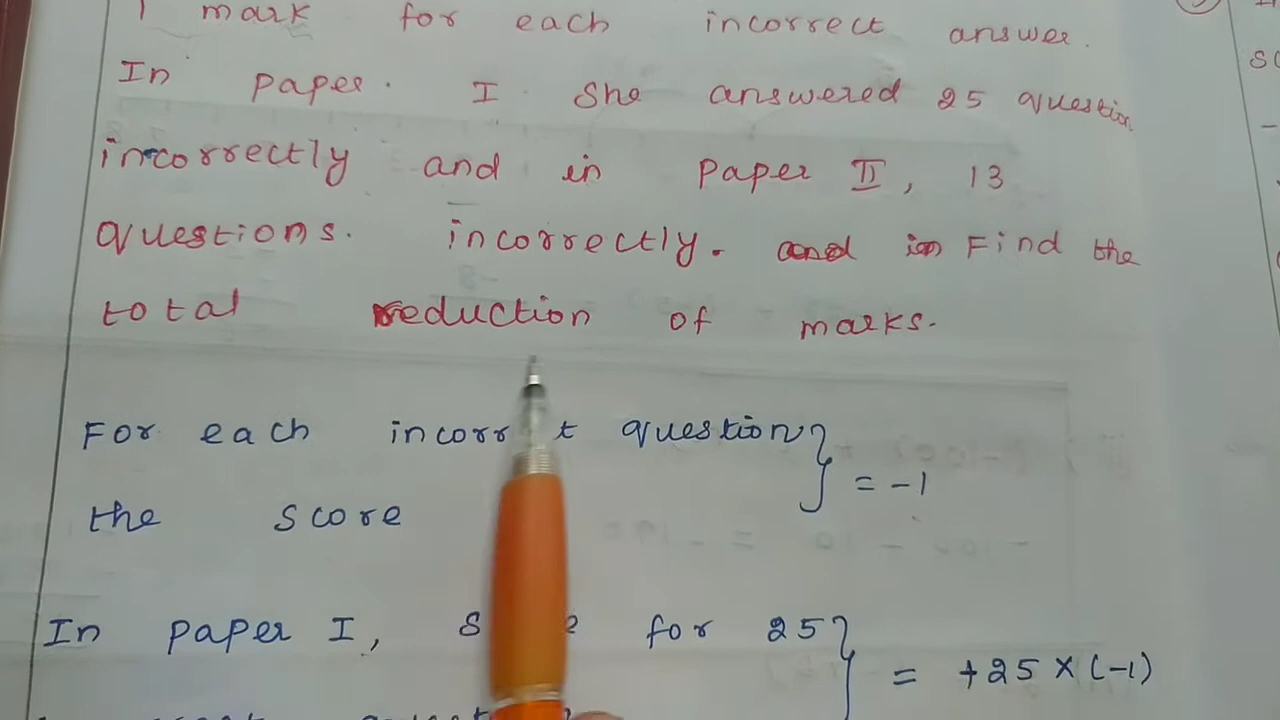 1 mark for each incorrect answer.
In paper. I She answered 25 question
incorrectly and in paper II, 13
questions. incorrectly. Find the
total reduction of marks.
For each incorr t question } = -1
the score
In paper I, for 25 } = +25 × (-1)